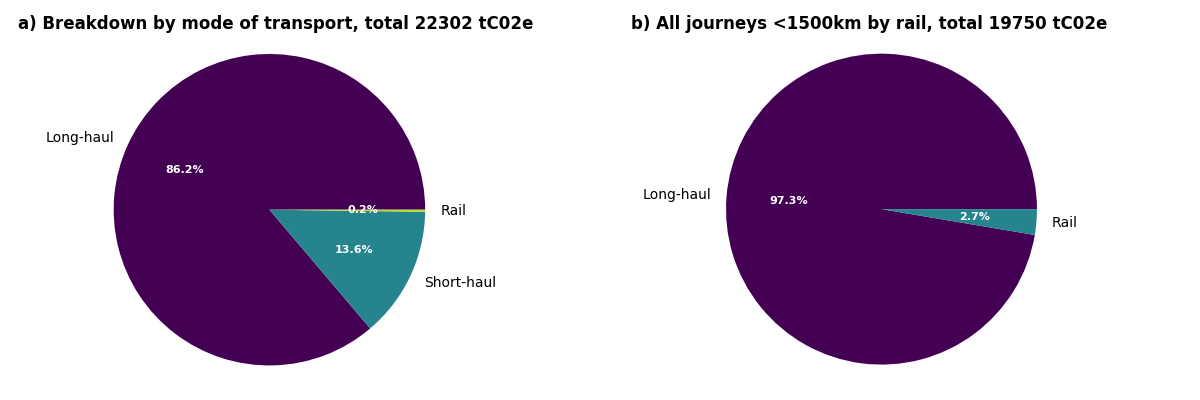 a) Breakdown by mode of transport, total 22302 tC02e
Long-haul
86.2%
0.2%
Rail
13.6%
Short-haul
b) All journeys <1500km by rail, total 19750 tC02e
Long-haul
97.3%
2.7%
Rail